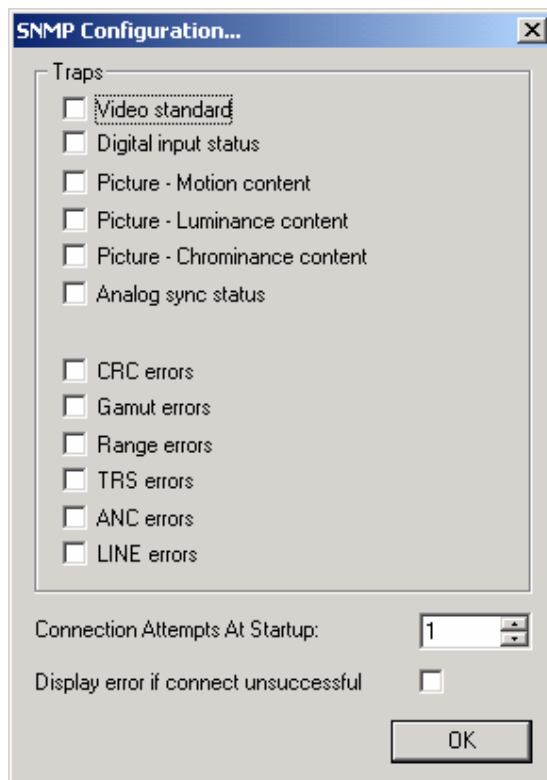 SNMP Configuration...
Traps
Video standard
Digital input status
Picture - Motion content
Picture - Luminance content
Picture - Chrominance content
Analog sync status
CRC errors
Gamut errors
Range errors
TRS errors
ANC errors
LINE errors
Connection Attempts At Startup: 1
Display error if connect unsuccessful
OK